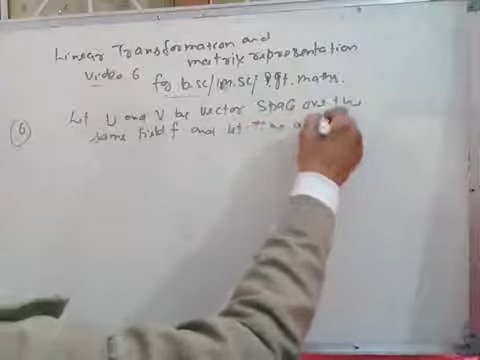 Linear Transformation and
matrix representation
Video 6
for b.sc/m.sc/Pgt. maths.
(6) Let U and V be vector space over the
same field f and let T be a